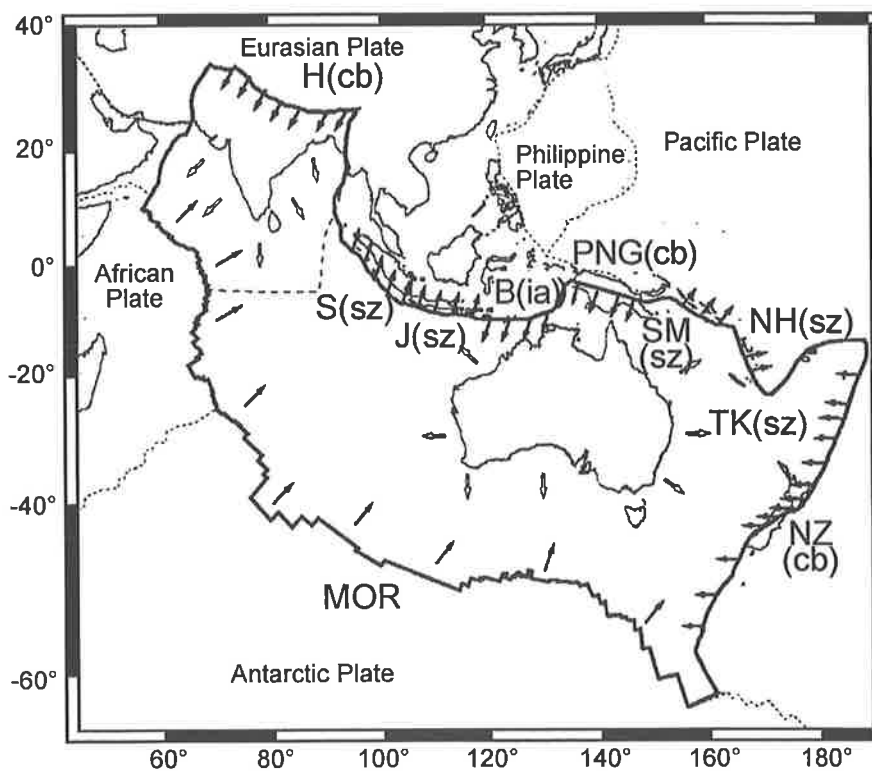 40°
20°
0°
-20°
-40°
-60°
Eurasian Plate
H(cb)
Philippine
Plate
Pacific Plate
African
Plate
PNG(cb)
S(sz)
J(sz)
B(ia)
SM
(sz)
NH(sz)
TK(sz)
NZ
(cb)
MOR
Antarctic Plate
60°
80°
100°
120°
140°
160°
180°